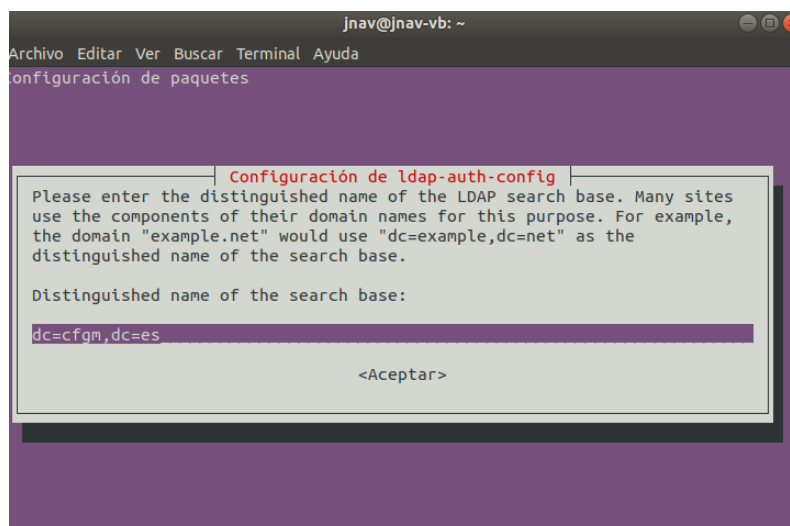 jnav@jnav-vb: ~
Archivo Editar Ver Buscar Terminal Ayuda
Configuración de paquetes
Configuración de ldap-auth-config
Please enter the distinguished name of the LDAP search base. Many sites
use the components of their domain names for this purpose. For example,
the domain "example.net" would use "dc=example,dc=net" as the
distinguished name of the search base.
Distinguished name of the search base:
dc=cfgm,dc=es
<Aceptar>